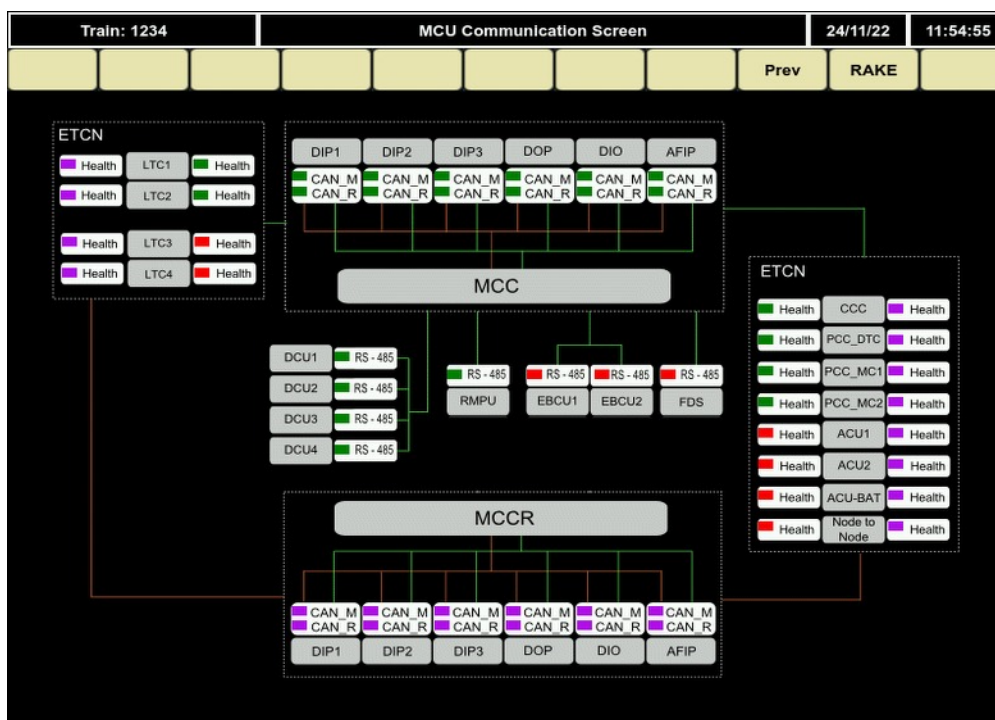 Train: 1234 MCU Communication Screen 24/11/22 11:54:55
Prev RAKE
ETCN
Health LTC1 Health
Health LTC2 Health
Health LTC3 Health
Health LTC4 Health
DIP1 DIP2 DIP3 DOP DIO AFIP
CAN_M CAN_M CAN_M CAN_M CAN_M CAN_M
CAN_R CAN_R CAN_R CAN_R CAN_R CAN_R
MCC
DCU1 RS - 485
DCU2 RS - 485
DCU3 RS - 485
DCU4 RS - 485
RS - 485 RS - 485 RS - 485 RS - 485
RMPU EBCU1 EBCU2 FDS
ETCN
Health CCC Health
Health PCC_DTC Health
Health PCC_MC1 Health
Health PCC_MC2 Health
Health ACU1 Health
Health ACU2 Health
Health ACU-BAT Health
Health Node to Node Health
MCCR
CAN_M CAN_M CAN_M CAN_M CAN_M CAN_M
CAN_R CAN_R CAN_R CAN_R CAN_R CAN_R
DIP1 DIP2 DIP3 DOP DIO AFIP